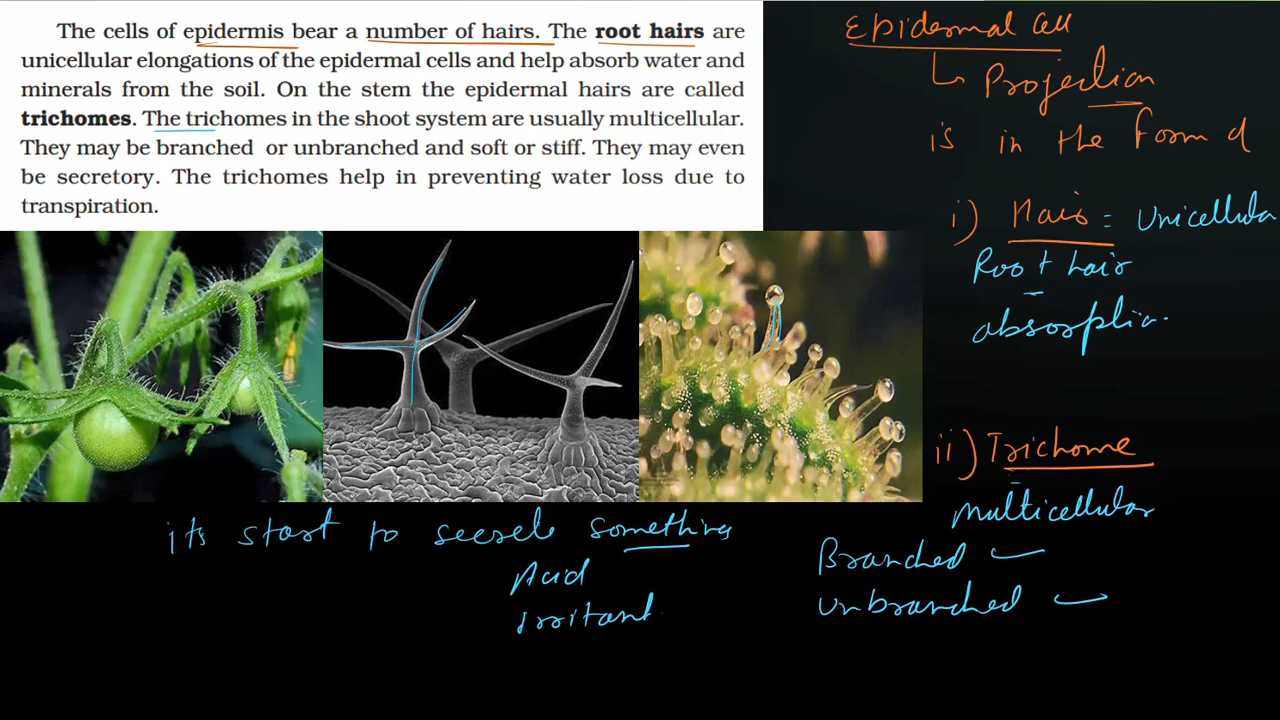 The cells of epidermis bear a number of hairs. The root hairs are
unicellular elongations of the epidermal cells and help absorb water and
minerals from the soil. On the stem the epidermal hairs are called
trichomes. The trichomes in the shoot system are usually multicellular.
They may be branched or unbranched and soft or stiff. They may even
be secretory. The trichomes help in preventing water loss due to
transpiration.
Epidermal cell
Projection
is in the form of
i) Hairs = Unicellular
Root hair
absorption.
ii) Trichome
multicellular
Branched
unbranched
its start to secrete something
Acid
irritant